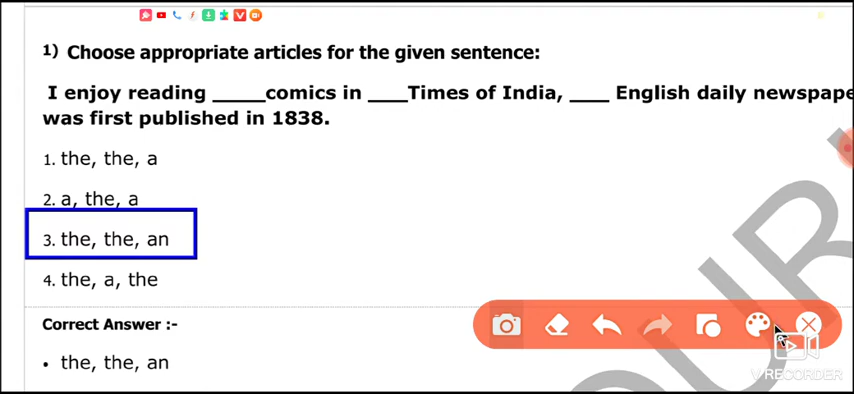 1) Choose appropriate articles for the given sentence:
I enjoy reading ____comics in ___Times of India, ___ English daily newspape
was first published in 1838.
1. the, the, a
2. a, the, a
3. the, the, an
4. the, a, the
Correct Answer :-
• the, the, an
V RECORDER